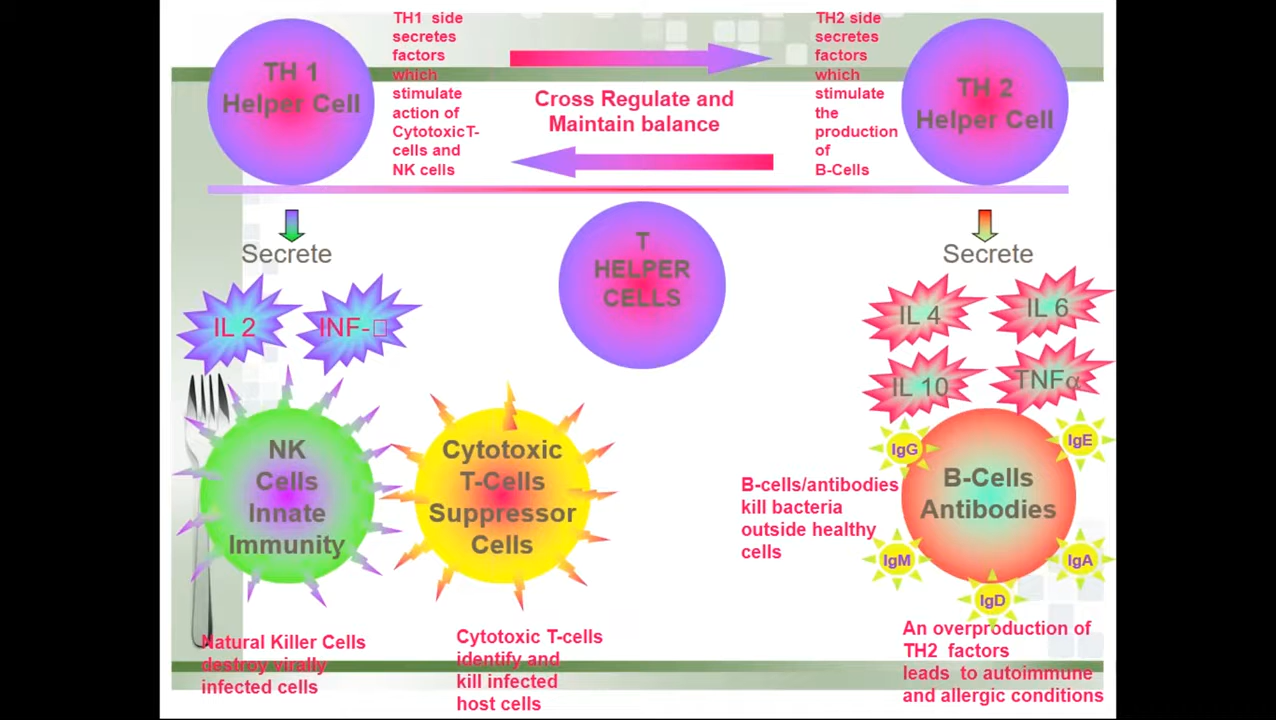 TH 1
Helper Cell
TH1 side
secretes
factors
which
stimulate
action of
CytotoxicT-
cells and
NK cells
Cross Regulate and
Maintain balance
TH2 side
secretes
factors
which
stimulate
the
production
of
B-Cells
TH 2
Helper Cell
Secrete
T
HELPER
CELLS
Secrete
IL 2
INF-□
IL 4
IL 6
IL 10
TNFα
NK
Cells
Innate
Immunity
Cytotoxic
T-Cells
Suppressor
Cells
B-cells/antibodies
kill bacteria
outside healthy
cells
IgG
IgE
B-Cells
Antibodies
IgM
IgA
IgD
Natural Killer Cells
destroy virally
infected cells
Cytotoxic T-cells
identify and
kill infected
host cells
An overproduction of
TH2 factors
leads to autoimmune
and allergic conditions